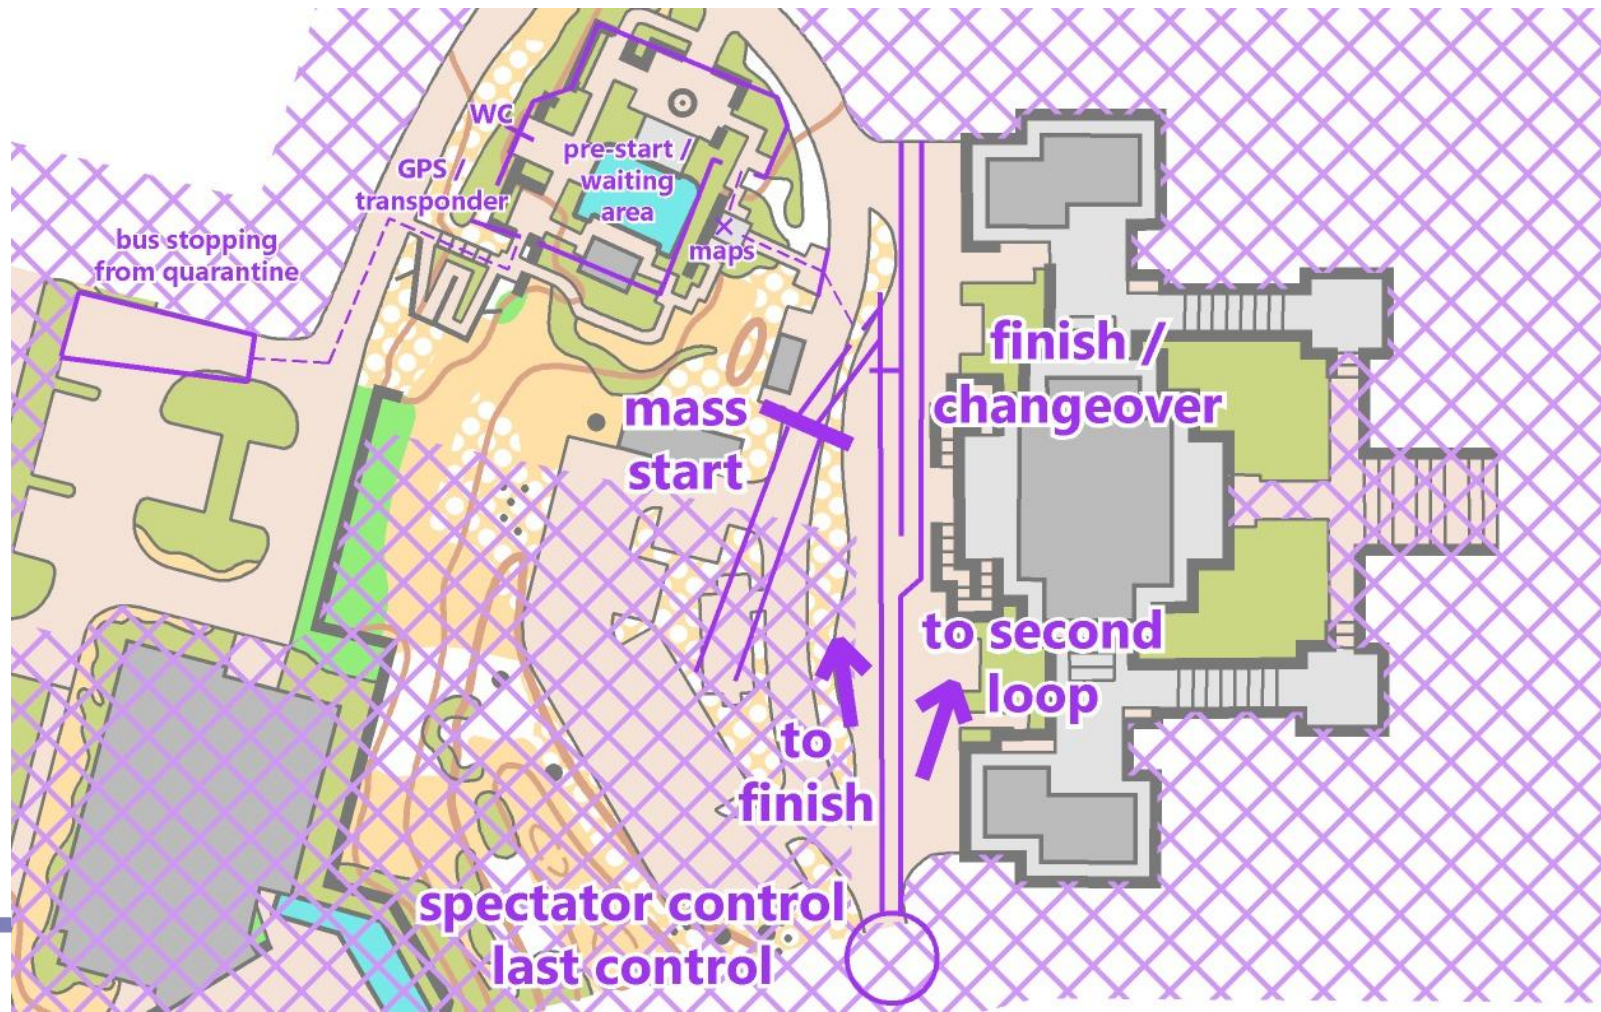 WC
pre-start /
waiting
area
GPS /
transponder
bus stopping
from quarantine
maps
finish /
changeover
mass
start
to second
loop
to
finish
spectator control
last control